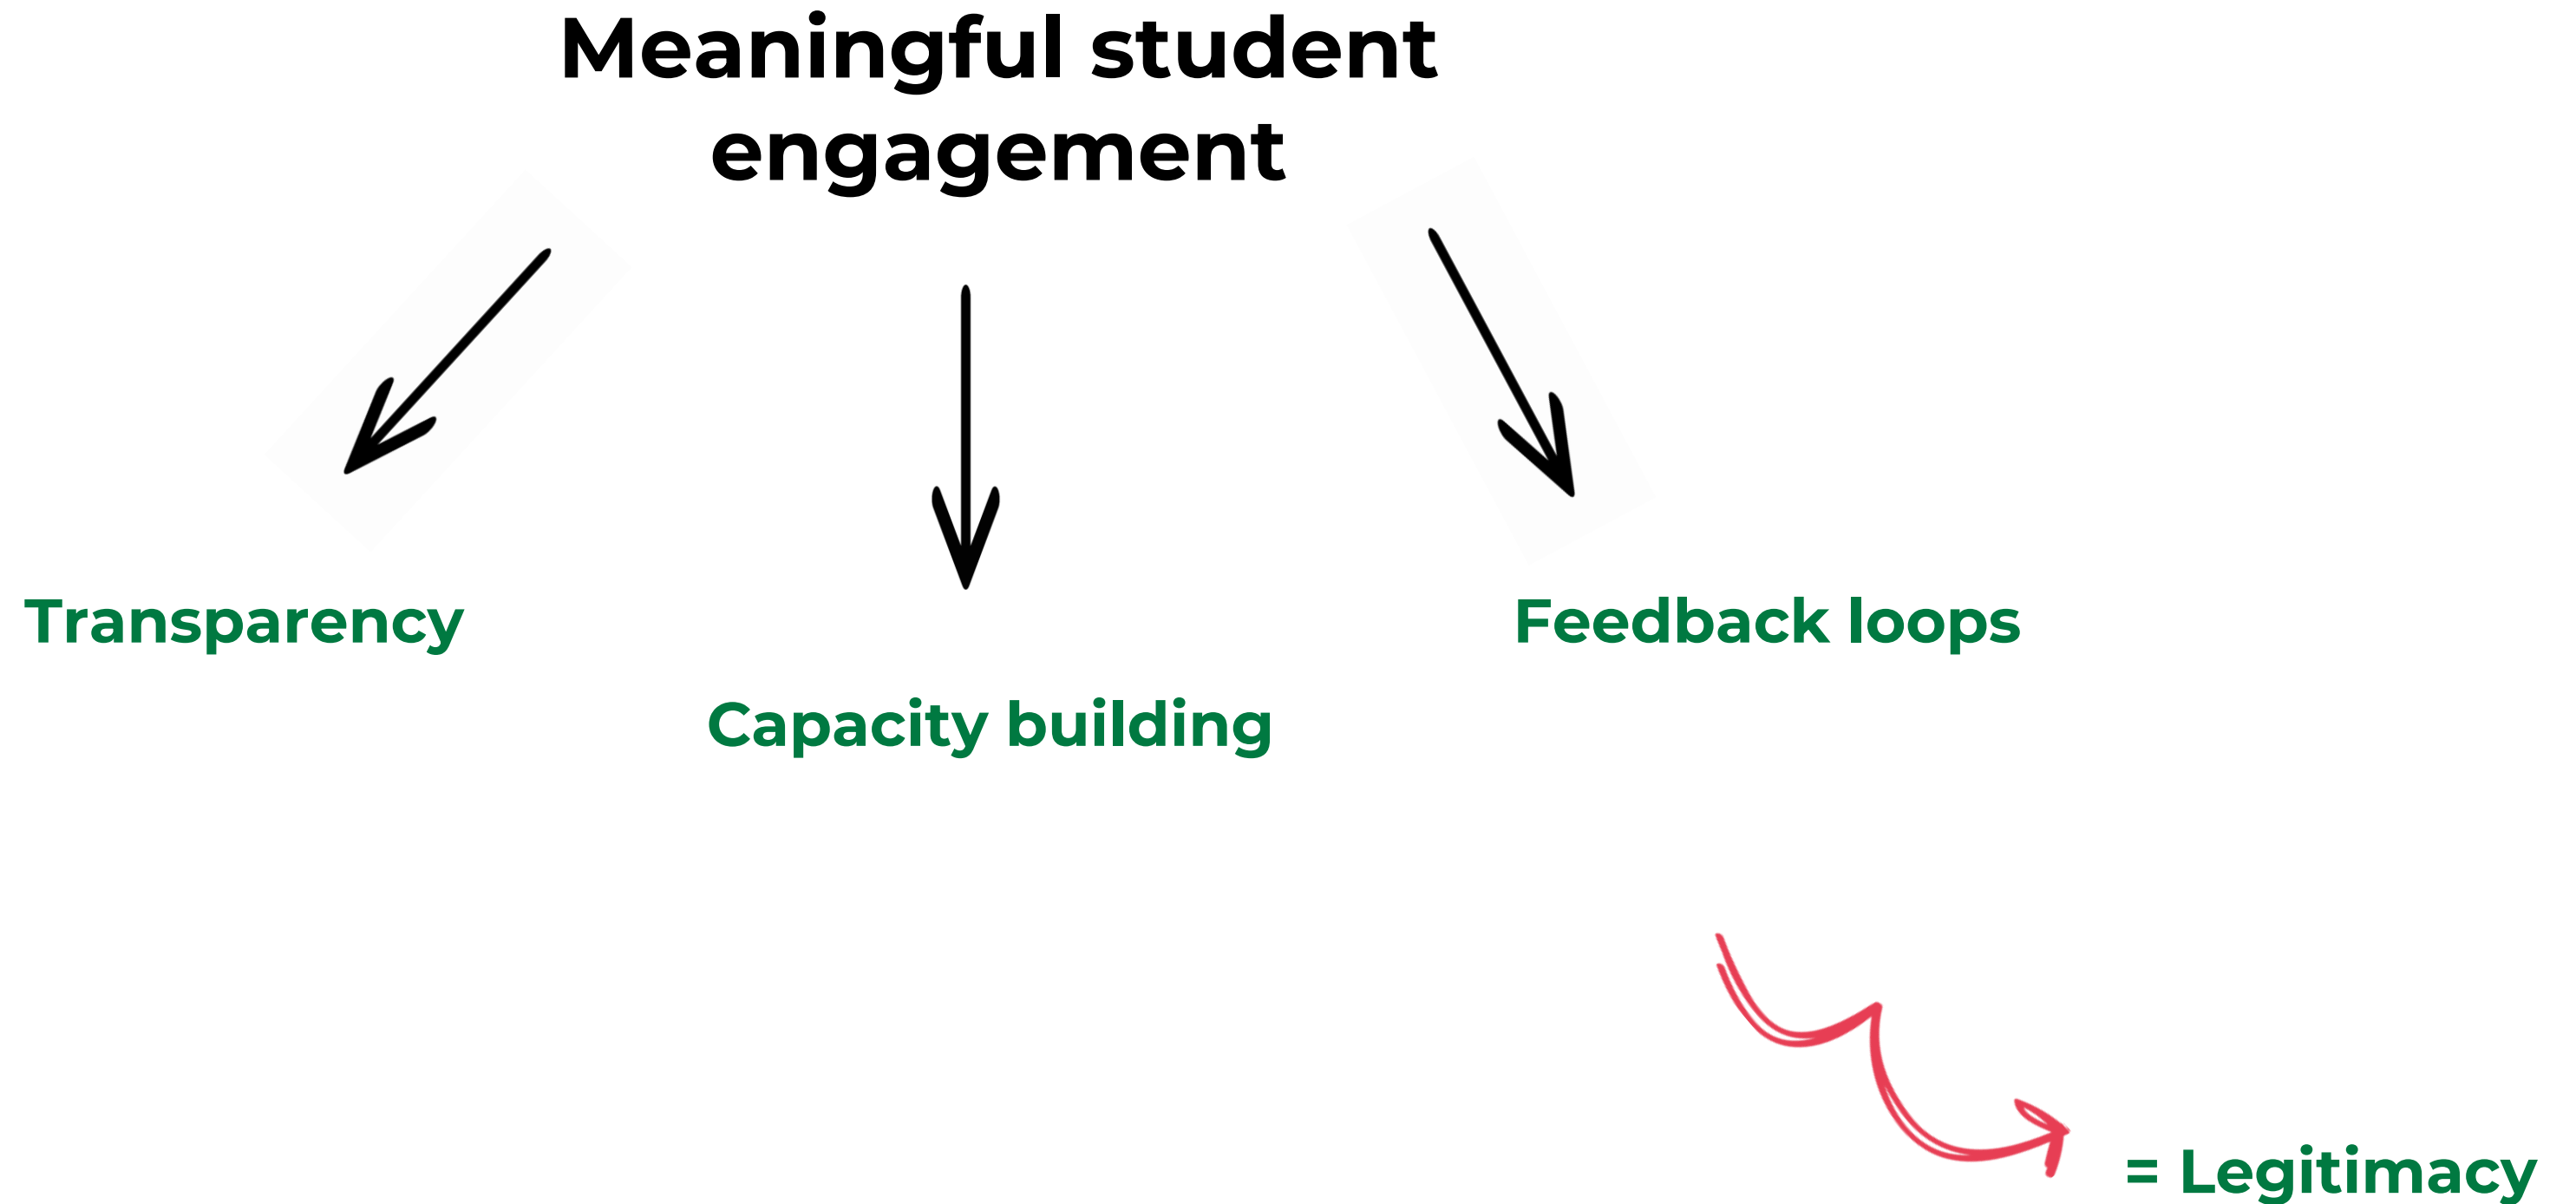 Meaningful student
engagement
Transparency
Feedback loops
Capacity building
= Legitimacy